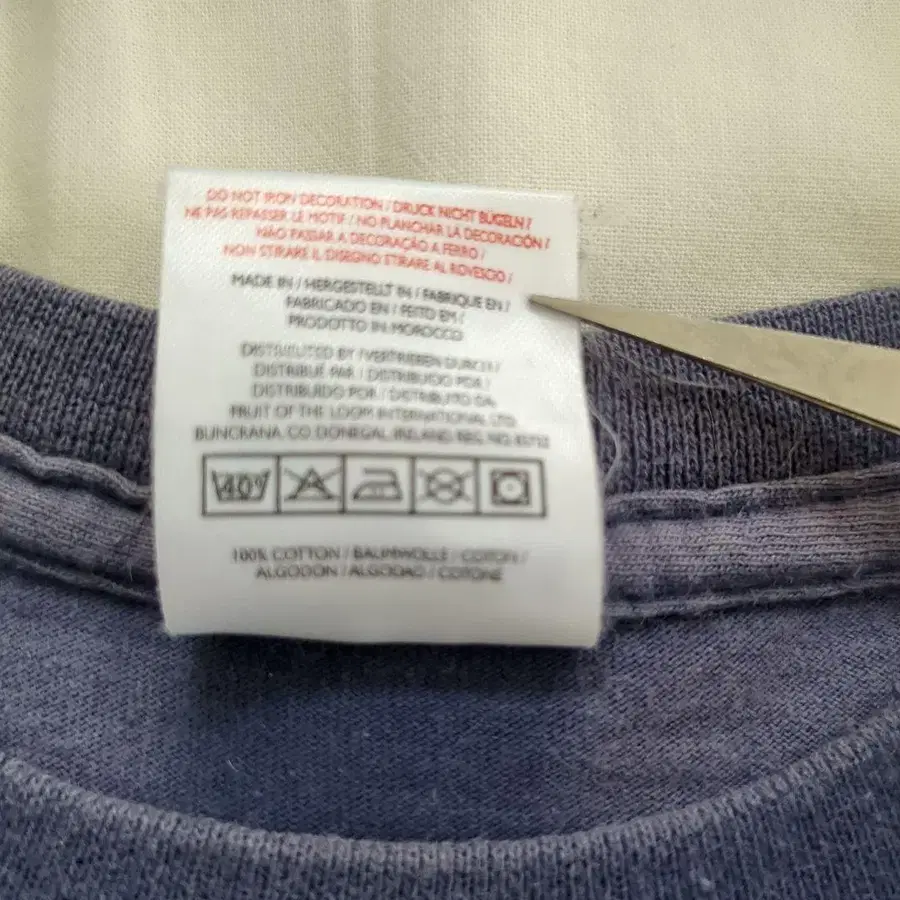 DO NOT IRON DECORATION / DRUCK NICHT BÜGELN /
NE PAS REPASSER LE MOTIF / NO PLANCHAR LA DECORACIÓN /
NÃO PASSAR A DECORAÇÃO A FERRO /
NON STIRARE IL DISEGNO STIRARE AL ROVESCIO /
MADE IN / HERGESTELLT IN / FABRIQUE EN /
FABRICADO EN / FEITO EM /
PRODOTTO IN: MOROCCO
DISTRIBUTED BY / VERTRIEBEN DURCH /
DISTRIBUÉ PAR / DISTRIBUIDO POR /
DISTRIBUIDO POR / DISTRIBUTO DA.
FRUIT OF THE LOOM INTERNATIONAL LTD.
BUNCRANA CO DONEGAL IRELAND REG NO
40°
100% COTTON / BAUMWOLLE / COTON /
ALGODON / ALGODAO / COTONE